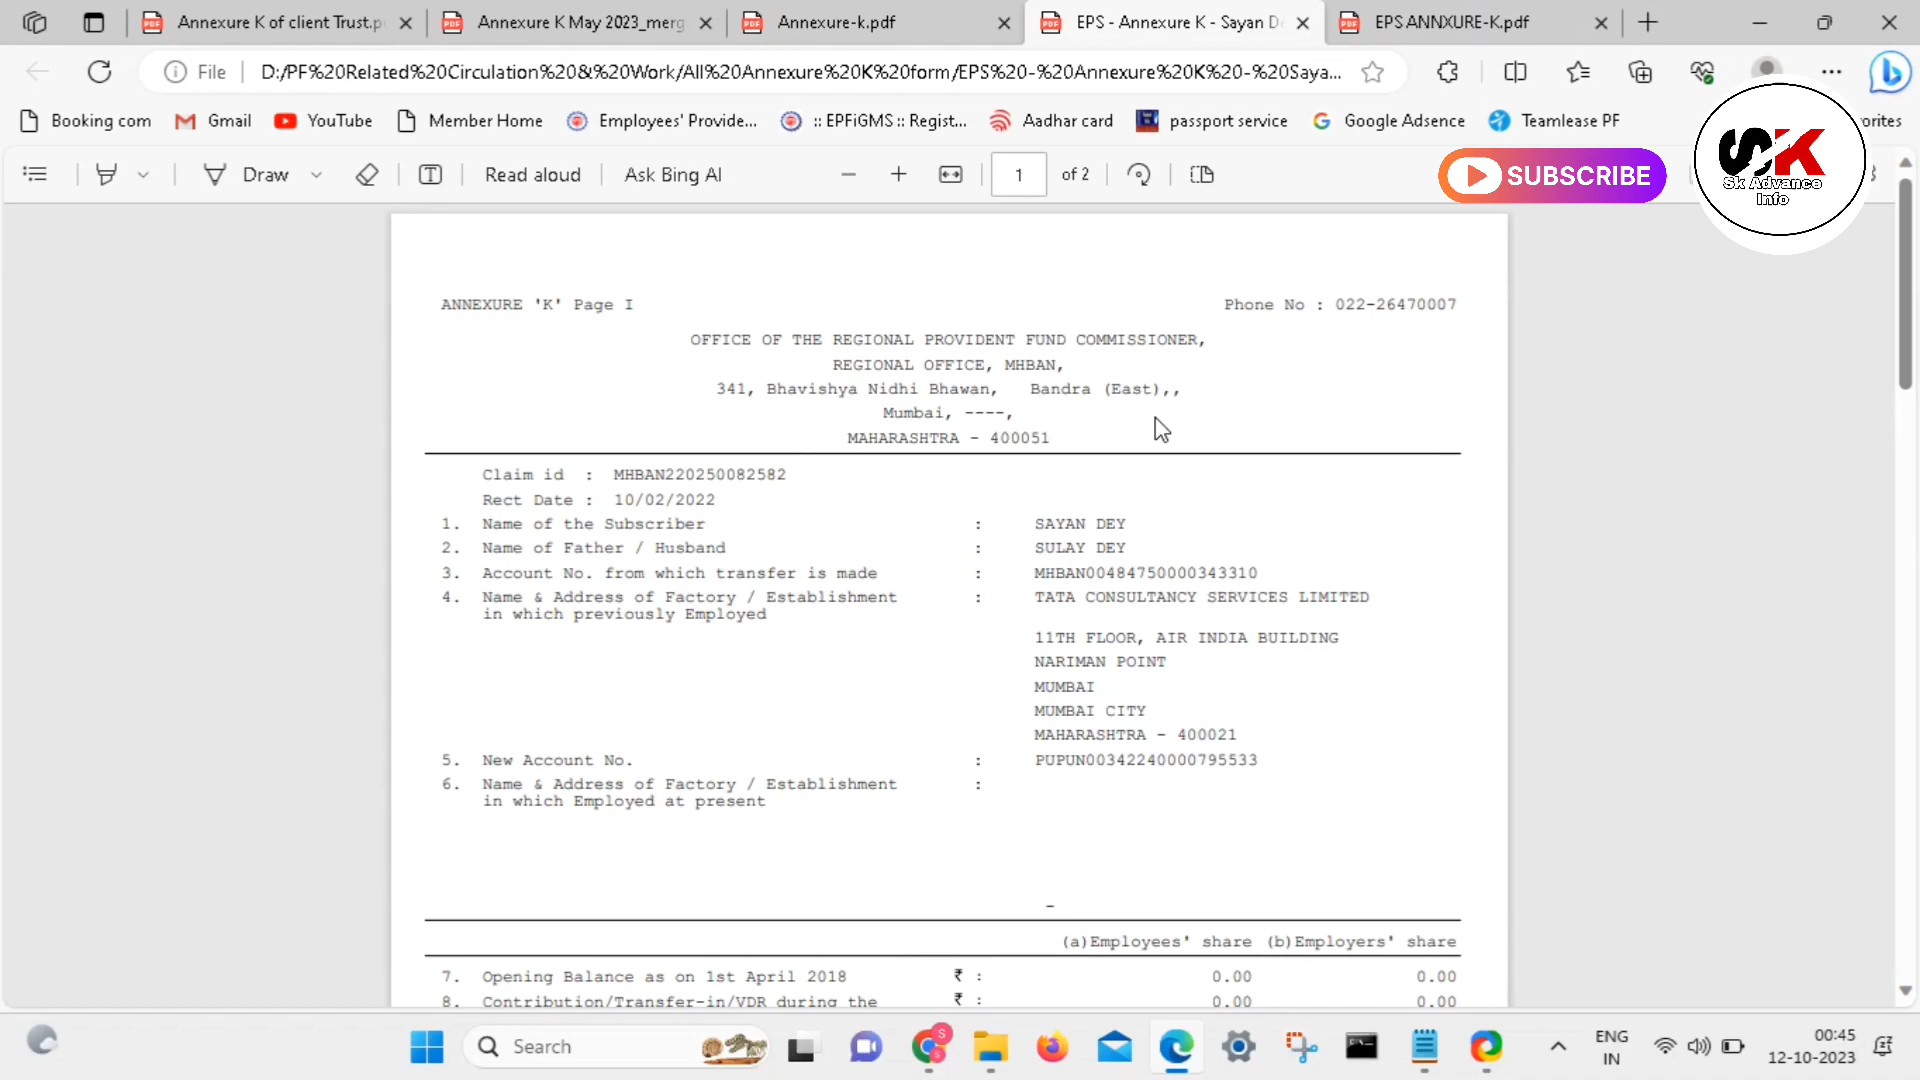 Annexure K of client Trust.p
Annexure K May 2023_merg
Annexure-k.pdf
EPS - Annexure K - Sayan De
EPS ANNXURE-K.pdf
File
D:/PF%20Related%20Circulation%20&%20Work/All%20Annexure%20K%20form/EPS%20-%20Annexure%20K%20-%20Saya...
Booking com
Gmail
YouTube
Member Home
Employees' Provide...
:: EPFiGMS :: Regist...
Aadhar card
passport service
Google Adsence
Teamlease PF
orites
Draw
Read aloud
Ask Bing AI
1 of 2
SUBSCRIBE
SK
Sk Advance
Info
ANNEXURE 'K' Page I
Phone No : 022-26470007
OFFICE OF THE REGIONAL PROVIDENT FUND COMMISSIONER,
REGIONAL OFFICE, MHBAN,
341, Bhavishya Nidhi Bhawan, Bandra (East),,
Mumbai, ----,
MAHARASHTRA - 400051
Claim id : MHBAN220250082582
Rect Date : 10/02/2022
1. Name of the Subscriber : SAYAN DEY
2. Name of Father / Husband : SULAY DEY
3. Account No. from which transfer is made : MHBAN00484750000343310
4. Name & Address of Factory / Establishment : TATA CONSULTANCY SERVICES LIMITED
in which previously Employed
11TH FLOOR, AIR INDIA BUILDING
NARIMAN POINT
MUMBAI
MUMBAI CITY
MAHARASHTRA - 400021
5. New Account No. : PUPUN00342240000795533
6. Name & Address of Factory / Establishment :
in which Employed at present
-
(a)Employees' share (b)Employers' share
7. Opening Balance as on 1st April 2018 ₹ : 0.00 0.00
8. Contribution/Transfer-in/VDR during the ₹ : 0.00 0.00
Search
ENG
IN
00:45
12-10-2023